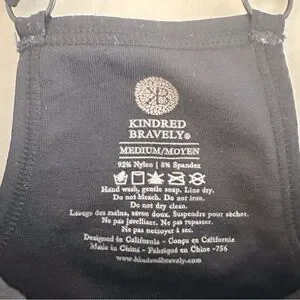 KINDRED
BRAVELY®
MEDIUM/MOYEN
92% Nylon | 8% Spandex
Hand wash, gentle soap. Line dry.
Do not bleach. Do not iron.
Do not dry clean.
Lavage des mains, savon doux. Suspendre pour sècher.
Ne pas javelliser. Ne pas repasser.
Ne pas nettoyer à sec.
Designed in California - Conçu en Californie
Made in China - Fabriqué en Chine -756
www.kindredbravely.com